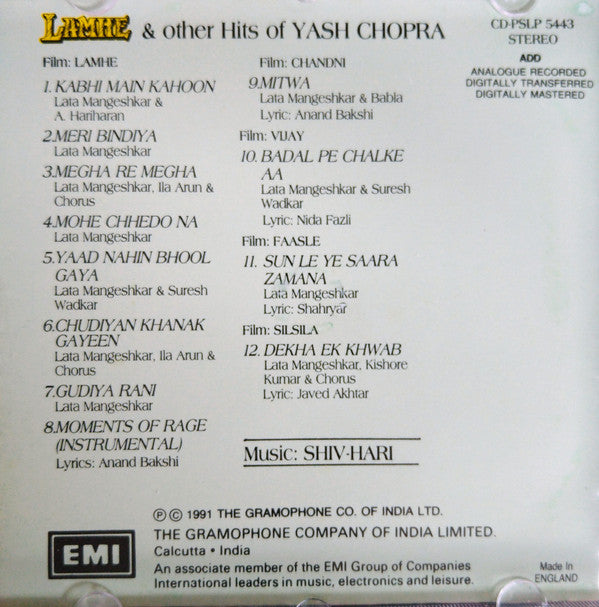 LAMHE & other Hits of YASH CHOPRA
CD-PSLP 5443
STEREO
ADD
ANALOGUE RECORDED
DIGITALLY TRANSFERRED
DIGITALLY MASTERED
Film: LAMHE
1. KABHI MAIN KAHOON
Lata Mangeshkar &
A. Hariharan
2. MERI BINDIYA
Lata Mangeshkar
3. MEGHA RE MEGHA
Lata Mangeshkar, Ila Arun &
Chorus
4. MOHE CHHEDO NA
Lata Mangeshkar
5. YAAD NAHIN BHOOL
GAYA
Lata Mangeshkar & Suresh
Wadkar
6. CHUDIYAN KHANAK
GAYEEN
Lata Mangeshkar, Ila Arun &
Chorus
7. GUDIYA RANI
Lata Mangeshkar
8. MOMENTS OF RAGE
(INSTRUMENTAL)
Lyrics: Anand Bakshi
Film: CHANDNI
9. MITWA
Lata Mangeshkar & Babla
Lyric: Anand Bakshi
Film: VIJAY
10. BADAL PE CHALKE
AA
Lata Mangeshkar & Suresh
Wadkar
Lyric: Nida Fazli
Film: FAASLE
11. SUN LE YE SAARA
ZAMANA
Lata Mangeshkar
Lyric: Shahryar
Film: SILSILA
12. DEKHA EK KHWAB
Lata Mangeshkar, Kishore
Kumar & Chorus
Lyric: Javed Akhtar
Music: SHIV-HARI
℗ © 1991 THE GRAMOPHONE CO. OF INDIA LTD.
THE GRAMOPHONE COMPANY OF INDIA LIMITED.
Calcutta • India
An associate member of the EMI Group of Companies
International leaders in music, electronics and leisure.
EMI
Made In
ENGLAND